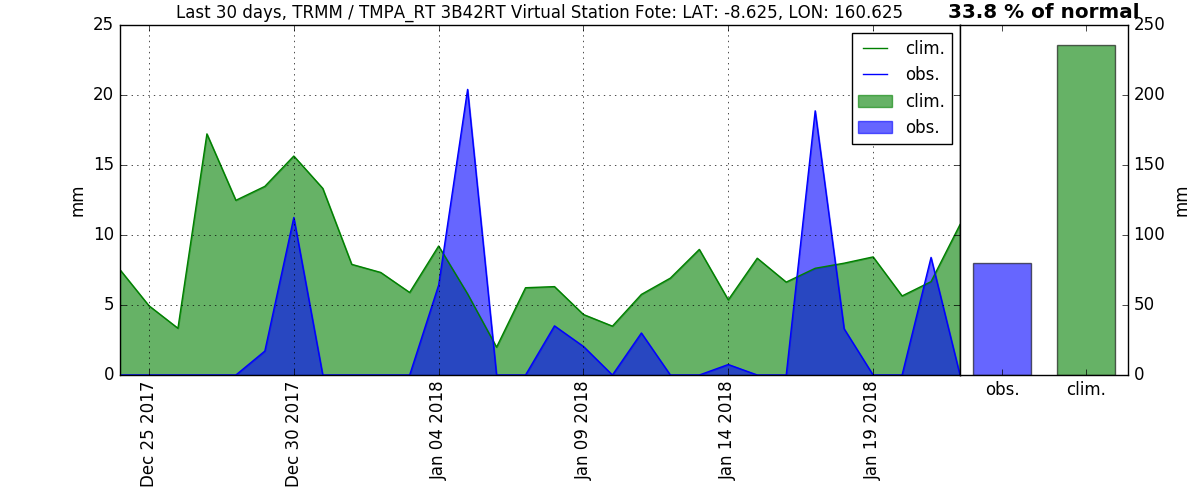 Last 30 days, TRMM / TMPA_RT 3B42RT Virtual Station Fote: LAT: -8.625, LON: 160.625
33.8 % of normal
25
20
15
10
5
0
mm
clim.
obs.
clim.
obs.
250
200
150
100
50
0
mm
Dec 25 2017
Dec 30 2017
Jan 04 2018
Jan 09 2018
Jan 14 2018
Jan 19 2018
obs.
clim.